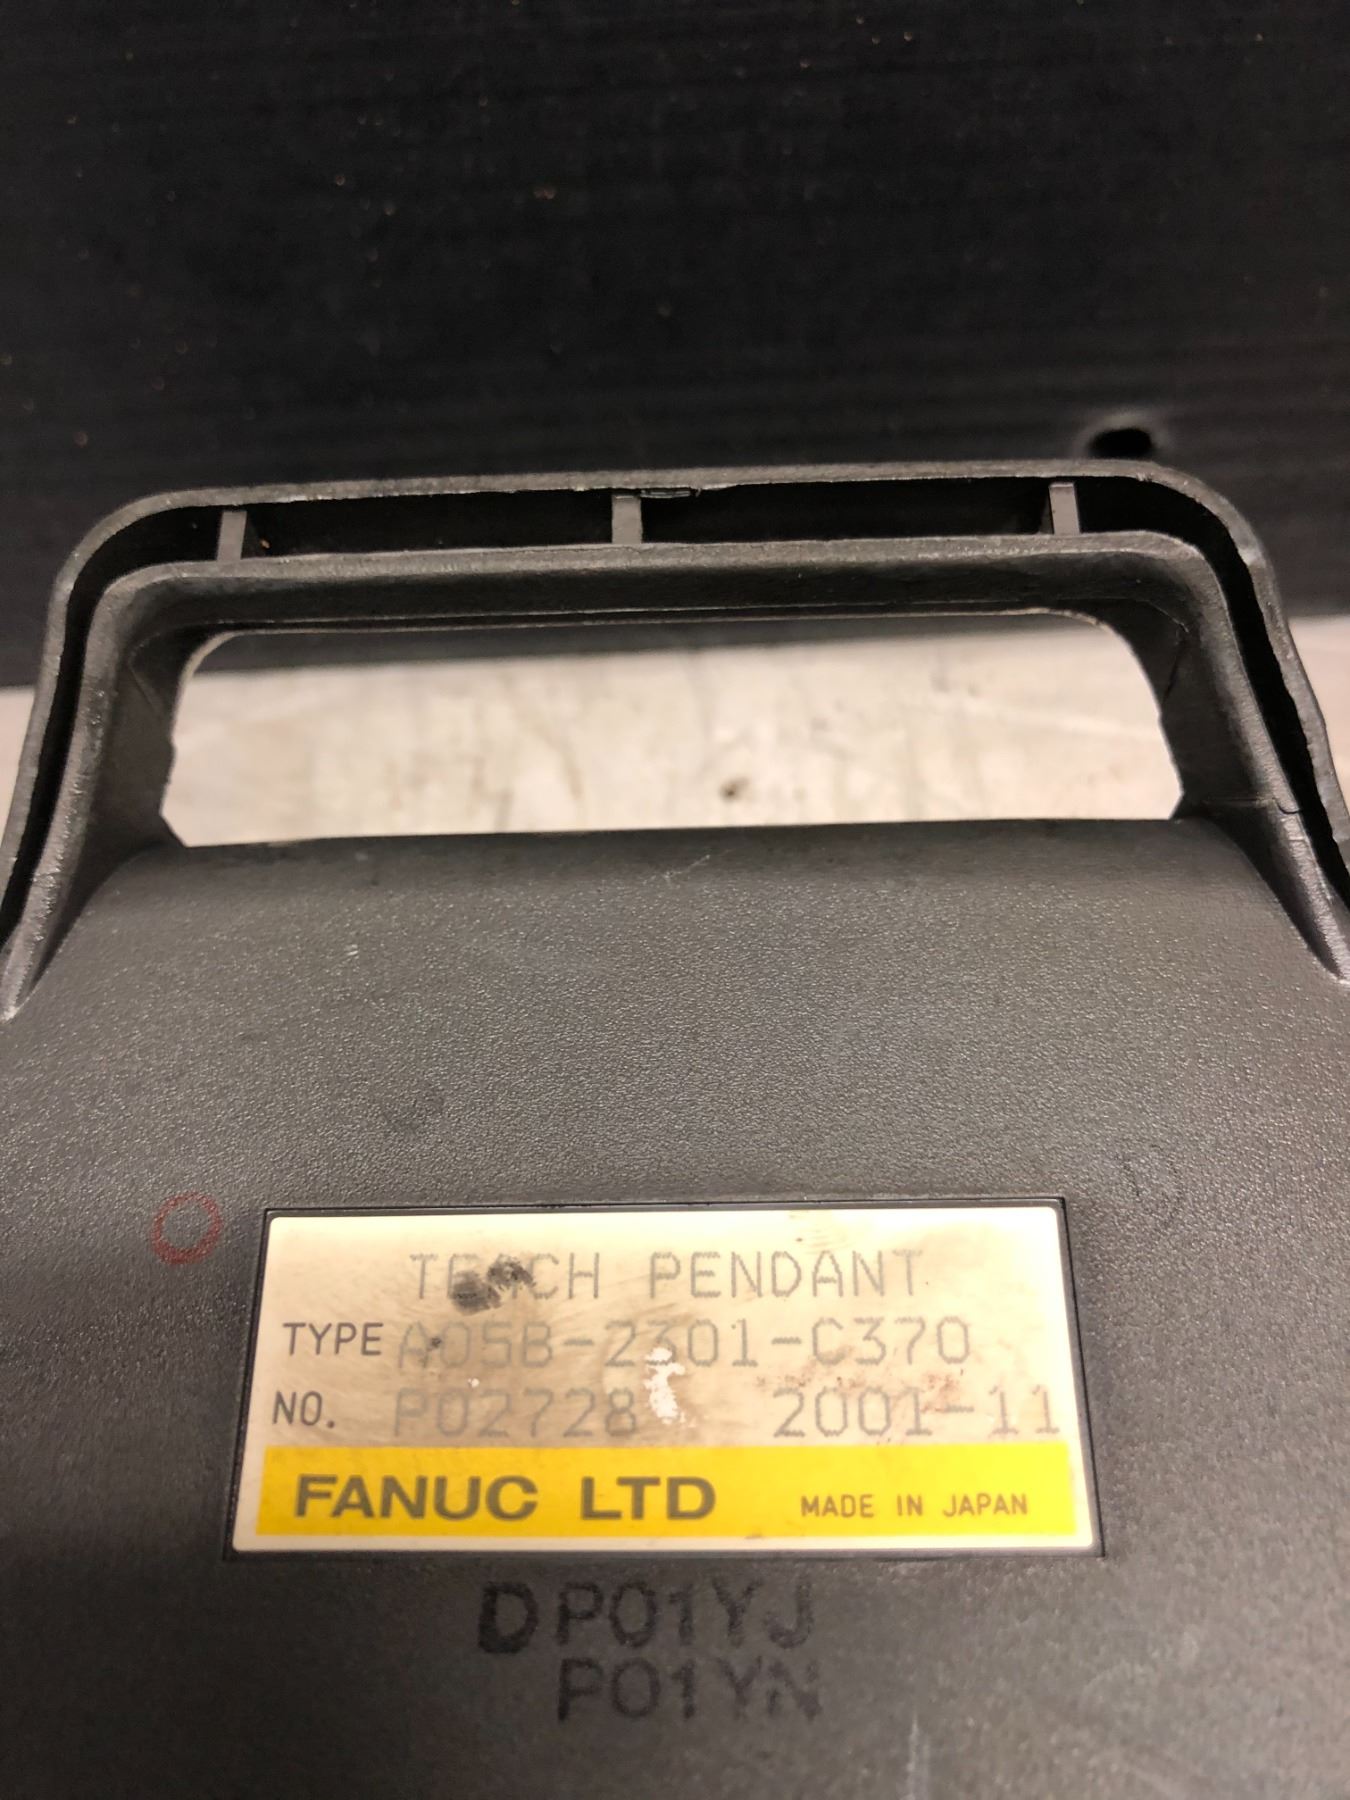 TEACH PENDANT
TYPE A05B-2301-C370
NO. P02728 2001-11
FANUC LTD MADE IN JAPAN
DP01YJ
P01YN